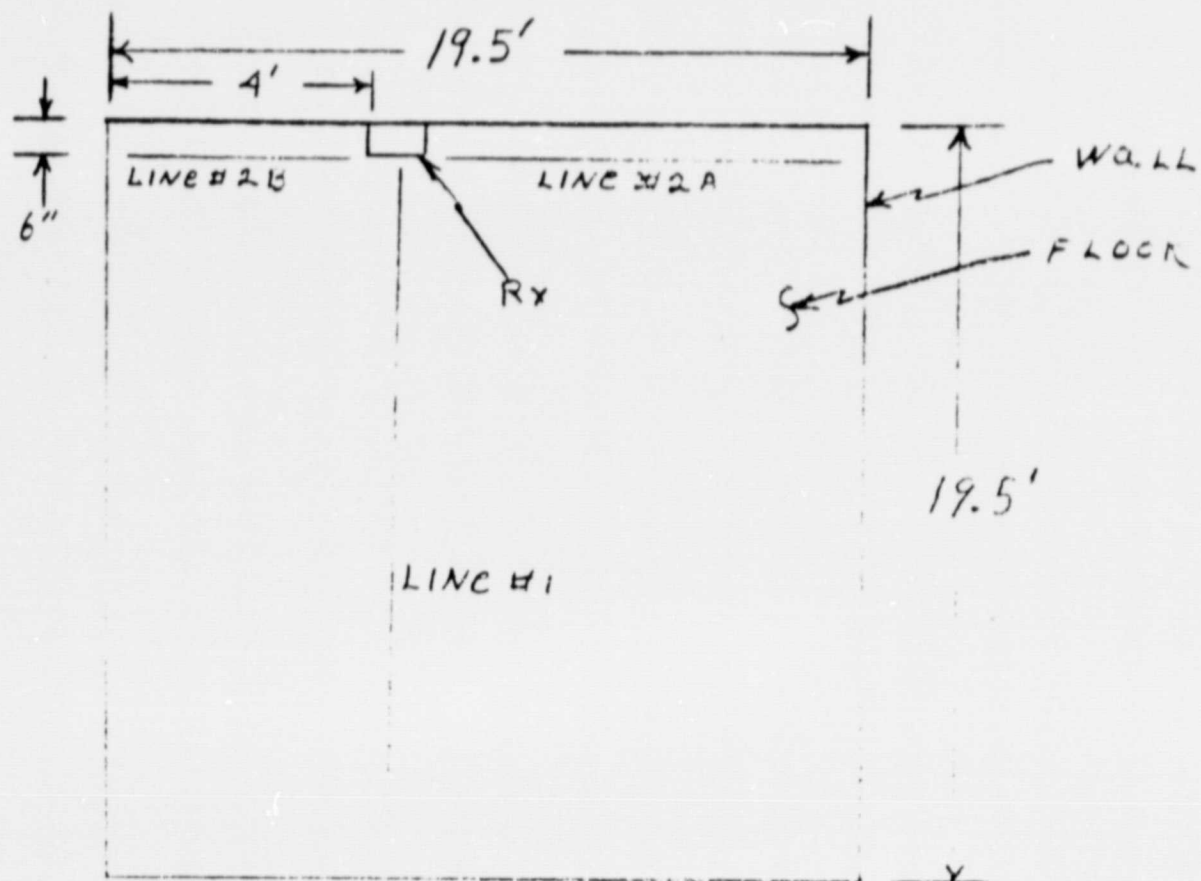 19.5'
4'
WALL
LINE #2B
LINE #2A
6"
FLOOR
Rx
19.5'
LINE #1